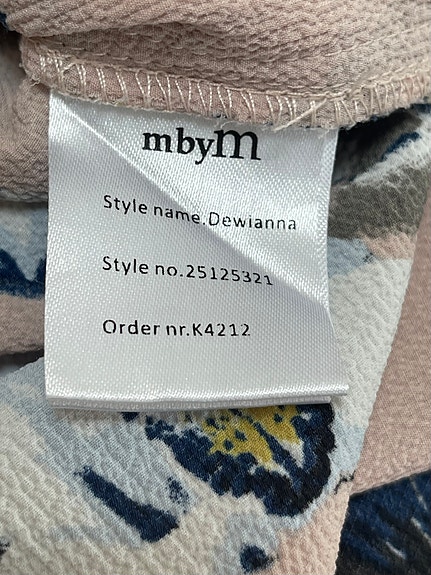 mbyM
Style name.Dewianna
Style no.25125321
Order nr.K4212